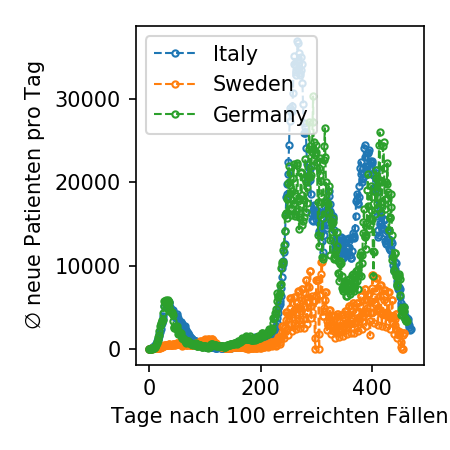 Italy
Sweden
Germany
∅ neue Patienten pro Tag
30000
20000
10000
0
0 200 400
Tage nach 100 erreichten Fällen